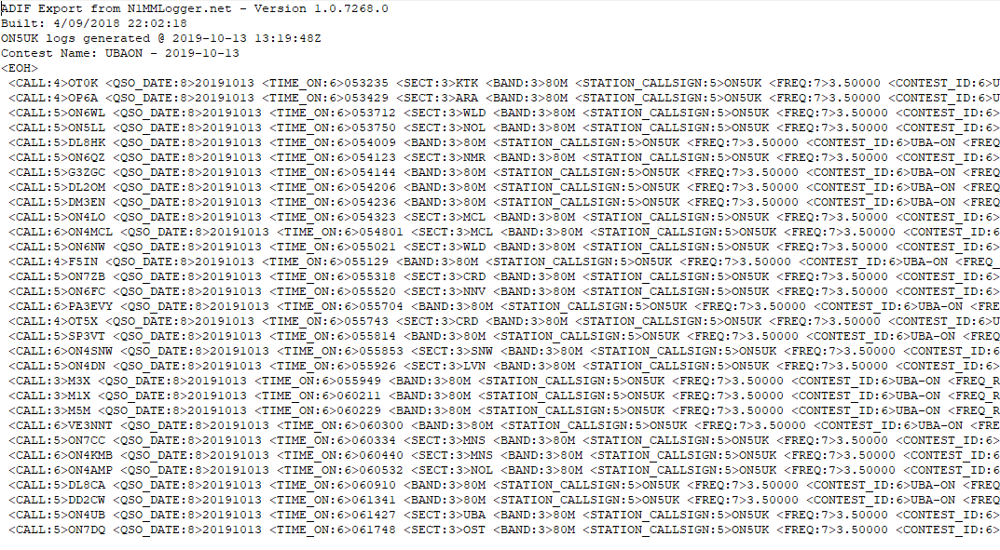 ADIF Export from N1MMLogger.net - Version 1.0.7268.0
Built: 4/09/2018 22:02:18
ON5UK logs generated @ 2019-10-13 13:19:48Z
Contest Name: UBAON - 2019-10-13
<EOH>
<CALL:4>OT0K <QSO_DATE:8>20191013 <TIME_ON:6>053235 <SECT:3>KTK <BAND:3>80M <STATION_CALLSIGN:5>ON5UK <FREQ:7>3.50000 <CONTEST_ID:6>U
<CALL:4>OP6A <QSO_DATE:8>20191013 <TIME_ON:6>053429 <SECT:3>ARA <BAND:3>80M <STATION_CALLSIGN:5>ON5UK <FREQ:7>3.50000 <CONTEST_ID:6>U
<CALL:5>ON6WL <QSO_DATE:8>20191013 <TIME_ON:6>053712 <SECT:3>WLD <BAND:3>80M <STATION_CALLSIGN:5>ON5UK <FREQ:7>3.50000 <CONTEST_ID:6>
<CALL:5>ON5LL <QSO_DATE:8>20191013 <TIME_ON:6>053750 <SECT:3>NOL <BAND:3>80M <STATION_CALLSIGN:5>ON5UK <FREQ:7>3.50000 <CONTEST_ID:6>
<CALL:5>DL8HK <QSO_DATE:8>20191013 <TIME_ON:6>054009 <BAND:3>80M <STATION_CALLSIGN:5>ON5UK <FREQ:7>3.50000 <CONTEST_ID:6>UBA-ON <FREQ
<CALL:5>ON6QZ <QSO_DATE:8>20191013 <TIME_ON:6>054123 <SECT:3>NMR <BAND:3>80M <STATION_CALLSIGN:5>ON5UK <FREQ:7>3.50000 <CONTEST_ID:6>
<CALL:5>G3ZGC <QSO_DATE:8>20191013 <TIME_ON:6>054144 <BAND:3>80M <STATION_CALLSIGN:5>ON5UK <FREQ:7>3.50000 <CONTEST_ID:6>UBA-ON <FREQ
<CALL:5>DL2OM <QSO_DATE:8>20191013 <TIME_ON:6>054206 <BAND:3>80M <STATION_CALLSIGN:5>ON5UK <FREQ:7>3.50000 <CONTEST_ID:6>UBA-ON <FREQ
<CALL:5>DM3EN <QSO_DATE:8>20191013 <TIME_ON:6>054236 <BAND:3>80M <STATION_CALLSIGN:5>ON5UK <FREQ:7>3.50000 <CONTEST_ID:6>UBA-ON <FREQ
<CALL:5>ON4LO <QSO_DATE:8>20191013 <TIME_ON:6>054323 <SECT:3>MCL <BAND:3>80M <STATION_CALLSIGN:5>ON5UK <FREQ:7>3.50000 <CONTEST_ID:6>
<CALL:6>ON4MCL <QSO_DATE:8>20191013 <TIME_ON:6>054801 <SECT:3>MCL <BAND:3>80M <STATION_CALLSIGN:5>ON5UK <FREQ:7>3.50000 <CONTEST_ID:6
<CALL:5>ON6NW <QSO_DATE:8>20191013 <TIME_ON:6>055021 <SECT:3>WLD <BAND:3>80M <STATION_CALLSIGN:5>ON5UK <FREQ:7>3.50000 <CONTEST_ID:6>
<CALL:4>F5IN <QSO_DATE:8>20191013 <TIME_ON:6>055129 <BAND:3>80M <STATION_CALLSIGN:5>ON5UK <FREQ:7>3.50000 <CONTEST_ID:6>UBA-ON <FREQ_
<CALL:5>ON7ZB <QSO_DATE:8>20191013 <TIME_ON:6>055318 <SECT:3>CRD <BAND:3>80M <STATION_CALLSIGN:5>ON5UK <FREQ:7>3.50000 <CONTEST_ID:6>
<CALL:5>ON6FC <QSO_DATE:8>20191013 <TIME_ON:6>055520 <SECT:3>NNV <BAND:3>80M <STATION_CALLSIGN:5>ON5UK <FREQ:7>3.50000 <CONTEST_ID:6>
<CALL:6>PA3EVY <QSO_DATE:8>20191013 <TIME_ON:6>055704 <BAND:3>80M <STATION_CALLSIGN:5>ON5UK <FREQ:7>3.50000 <CONTEST_ID:6>UBA-ON <FRE
<CALL:4>OT5X <QSO_DATE:8>20191013 <TIME_ON:6>055743 <SECT:3>CRD <BAND:3>80M <STATION_CALLSIGN:5>ON5UK <FREQ:7>3.50000 <CONTEST_ID:6>U
<CALL:5>SP3VT <QSO_DATE:8>20191013 <TIME_ON:6>055814 <BAND:3>80M <STATION_CALLSIGN:5>ON5UK <FREQ:7>3.50000 <CONTEST_ID:6>UBA-ON <FREQ
<CALL:6>ON4SNW <QSO_DATE:8>20191013 <TIME_ON:6>055853 <SECT:3>SNW <BAND:3>80M <STATION_CALLSIGN:5>ON5UK <FREQ:7>3.50000 <CONTEST_ID:6
<CALL:5>ON4DN <QSO_DATE:8>20191013 <TIME_ON:6>055926 <SECT:3>LVN <BAND:3>80M <STATION_CALLSIGN:5>ON5UK <FREQ:7>3.50000 <CONTEST_ID:6>
<CALL:3>M3X <QSO_DATE:8>20191013 <TIME_ON:6>055949 <BAND:3>80M <STATION_CALLSIGN:5>ON5UK <FREQ:7>3.50000 <CONTEST_ID:6>UBA-ON <FREQ_R
<CALL:3>M1X <QSO_DATE:8>20191013 <TIME_ON:6>060211 <BAND:3>80M <STATION_CALLSIGN:5>ON5UK <FREQ:7>3.50000 <CONTEST_ID:6>UBA-ON <FREQ_R
<CALL:3>M5M <QSO_DATE:8>20191013 <TIME_ON:6>060229 <BAND:3>80M <STATION_CALLSIGN:5>ON5UK <FREQ:7>3.50000 <CONTEST_ID:6>UBA-ON <FREQ_R
<CALL:6>VE3NNT <QSO_DATE:8>20191013 <TIME_ON:6>060300 <BAND:3>80M <STATION_CALLSIGN:5>ON5UK <FREQ:7>3.50000 <CONTEST_ID:6>UBA-ON <FRE
<CALL:5>ON7CC <QSO_DATE:8>20191013 <TIME_ON:6>060334 <SECT:3>MNS <BAND:3>80M <STATION_CALLSIGN:5>ON5UK <FREQ:7>3.50000 <CONTEST_ID:6>
<CALL:6>ON4KMB <QSO_DATE:8>20191013 <TIME_ON:6>060440 <SECT:3>MNS <BAND:3>80M <STATION_CALLSIGN:5>ON5UK <FREQ:7>3.50000 <CONTEST_ID:6
<CALL:6>ON4AMP <QSO_DATE:8>20191013 <TIME_ON:6>060532 <SECT:3>NOL <BAND:3>80M <STATION_CALLSIGN:5>ON5UK <FREQ:7>3.50000 <CONTEST_ID:6
<CALL:5>DL8CA <QSO_DATE:8>20191013 <TIME_ON:6>060910 <BAND:3>80M <STATION_CALLSIGN:5>ON5UK <FREQ:7>3.50000 <CONTEST_ID:6>UBA-ON <FREQ
<CALL:5>DD2CW <QSO_DATE:8>20191013 <TIME_ON:6>061341 <BAND:3>80M <STATION_CALLSIGN:5>ON5UK <FREQ:7>3.50000 <CONTEST_ID:6>UBA-ON <FREQ
<CALL:5>ON4UB <QSO_DATE:8>20191013 <TIME_ON:6>061427 <SECT:3>UBA <BAND:3>80M <STATION_CALLSIGN:5>ON5UK <FREQ:7>3.50000 <CONTEST_ID:6>
<CALL:5>ON7DQ <QSO_DATE:8>20191013 <TIME_ON:6>061748 <SECT:3>OST <BAND:3>80M <STATION_CALLSIGN:5>ON5UK <FREQ:7>3.50000 <CONTEST_ID:6>